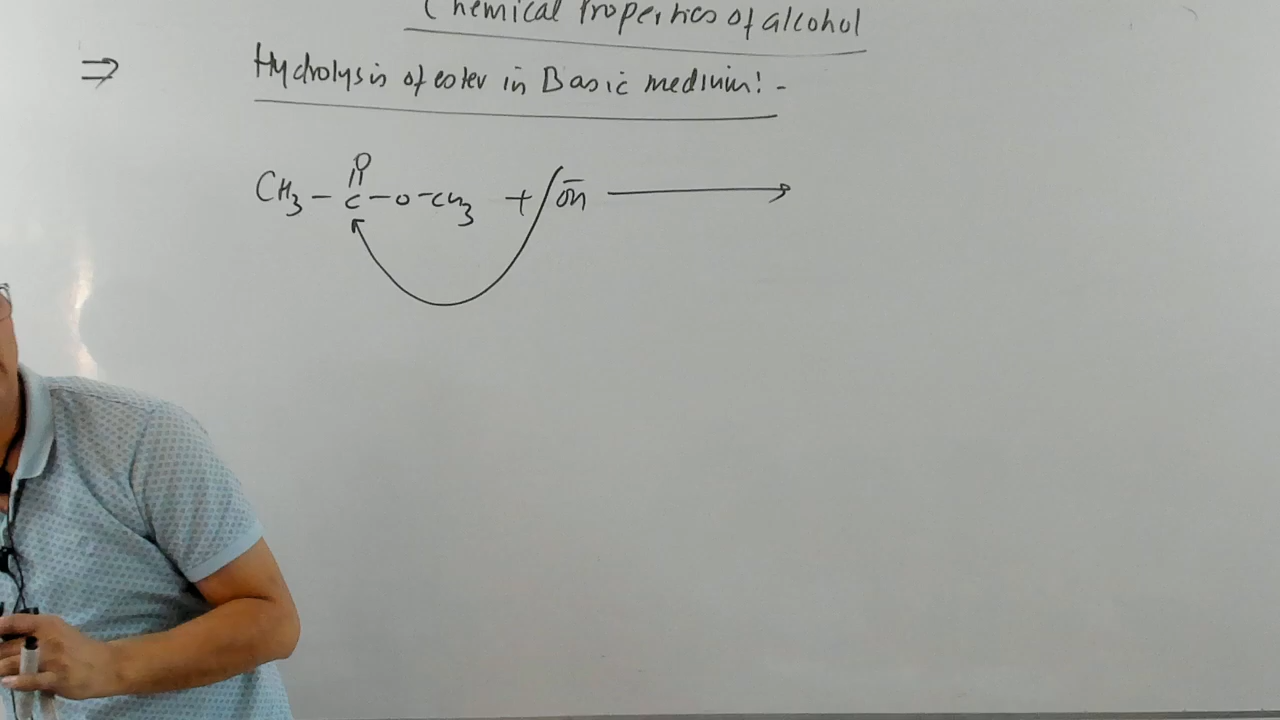 Chemical Properties of alcohol
⇒ Hydrolysis of ester in Basic medium! -
O
CH3 - C - O - CH3 + OH ⟶